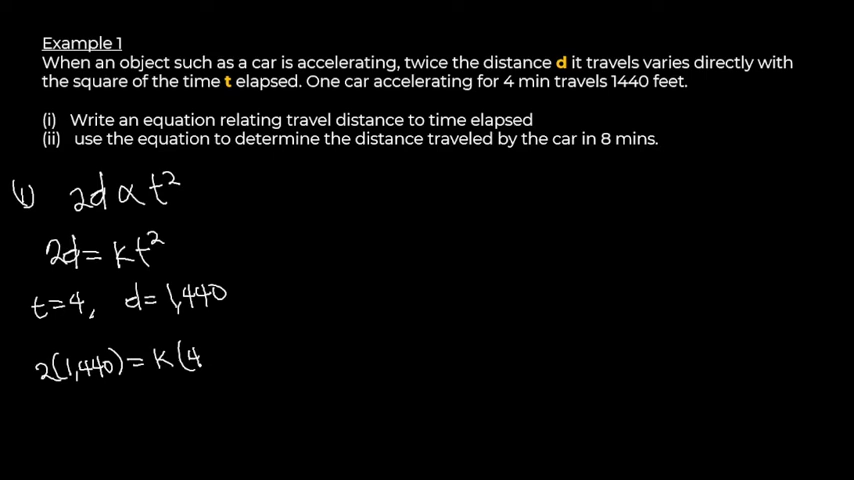 Example 1
When an object such as a car is accelerating, twice the distance d it travels varies directly with
the square of the time t elapsed. One car accelerating for 4 min travels 1440 feet.
(i) Write an equation relating travel distance to time elapsed
(ii) use the equation to determine the distance traveled by the car in 8 mins.
(i) 2d ∝ t²
2d = kt²
t=4, d=1,440
2(1,440) = k(4